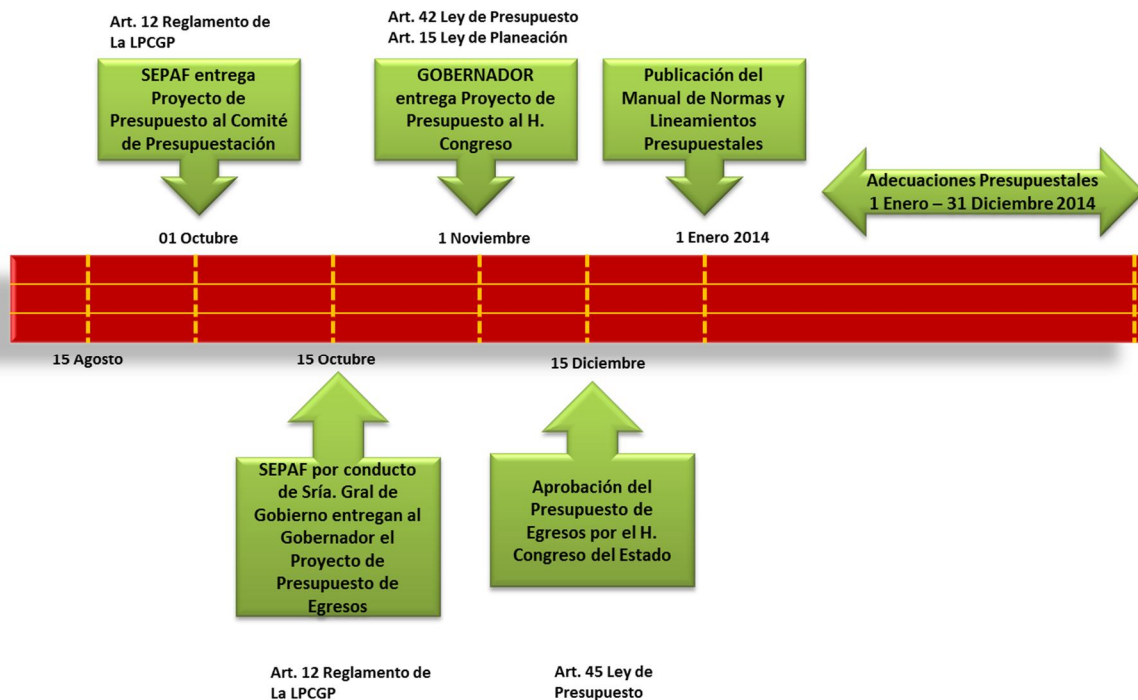 Art. 12 Reglamento de
La LPCGP
Art. 42 Ley de Presupuesto
Art. 15 Ley de Planeación
SEPAF entrega
Proyecto de
Presupuesto al Comité
de Presupuestación
GOBERNADOR
entrega Proyecto de
Presupuesto al H.
Congreso
Publicación del
Manual de Normas y
Lineamientos
Presupuestales
Adecuaciones Presupuestales
1 Enero – 31 Diciembre 2014
01 Octubre
1 Noviembre
1 Enero 2014
15 Agosto
15 Octubre
15 Diciembre
SEPAF por conducto
de Sría. Gral de
Gobierno entregan al
Gobernador el
Proyecto de
Presupuesto de
Egresos
Aprobación del
Presupuesto de
Egresos por el H.
Congreso del Estado
Art. 12 Reglamento de
La LPCGP
Art. 45 Ley de
Presupuesto